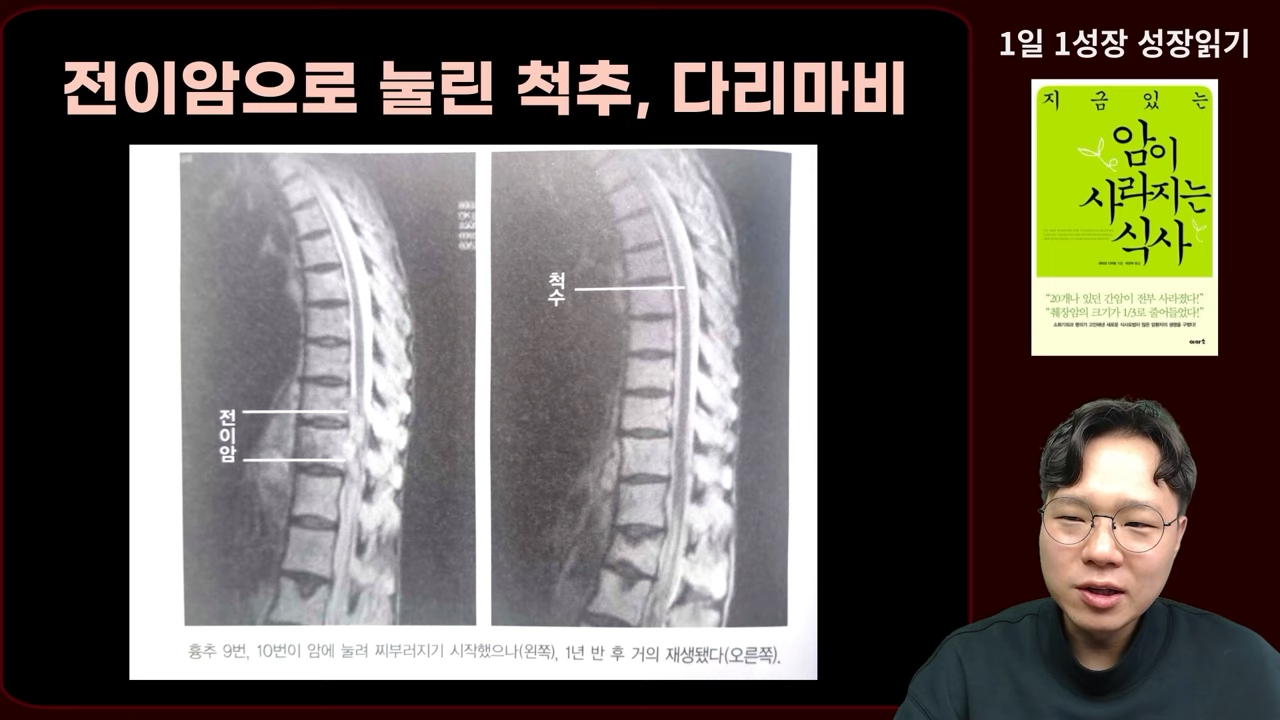 전이암으로 눌린 척추, 다리마비
전이암
척수
흉추 9번, 10번이 암에 눌려 찌부러지기 시작했으나(왼쪽), 1년 반 후 거의 재생됐다(오른쪽).
1일 1성장 성장읽기
지금있는
암이
사라지는
식사
“20개나 있던 간암이 전부 사라졌다!”
“췌장암의 크기가 1/3로 줄어들었다!”